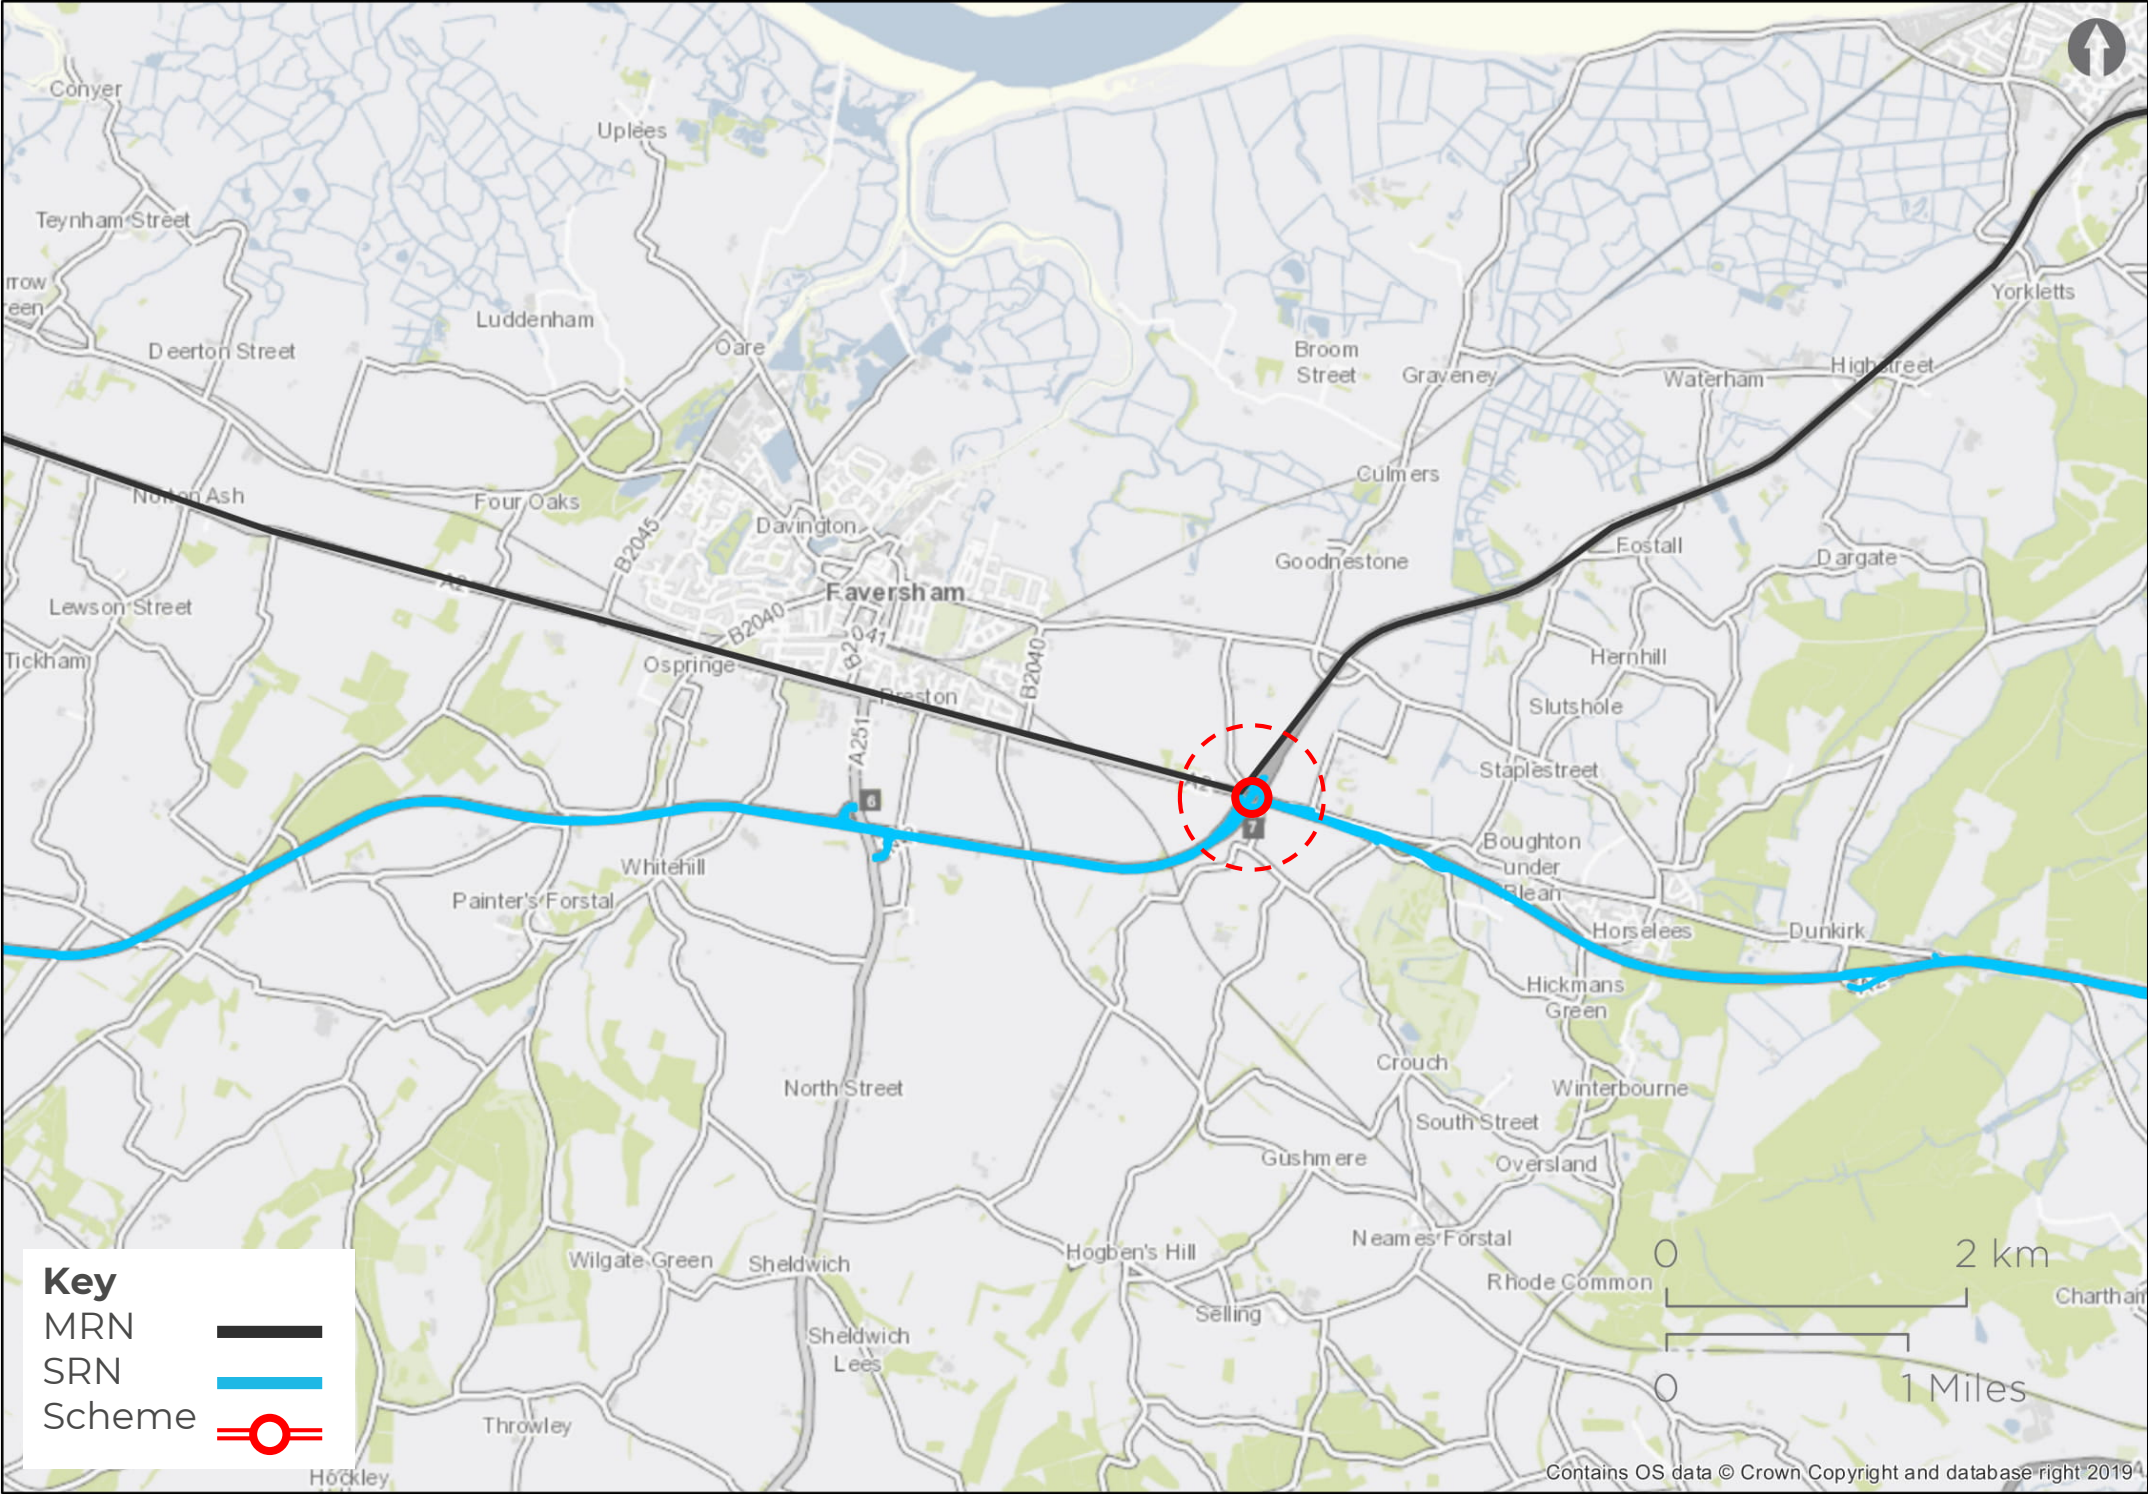 Conyer
Uplees
Teynham Street
rrow
reen
Luddenham
Deerton Street
Oare
Broom
Street
Graveney
Waterham
Highstreet
Yorkletts
Norton Ash
Four Oaks
B2045
Davington
Culmers
Faversham
Goodnestone
Fostall
Dargate
A2
Lewson Street
B2040
B2041
Tickham
Ospringe
Preston
B2040
Hernhill
Slutshole
A251
A2
Staplestreet
6
7
Boughton
under
Blean
Whitehill
Painter's Forstal
Horselees
Dunkirk
A2
Hickmans
Green
Crouch
North Street
Winterbourne
South Street
Gushmere
Oversland
Neames Forstal
Hogben's Hill
Wilgate Green
Sheldwich
Rhode Common
Chartham
Selling
Sheldwich
Lees
Throwley
Hockley
0 2 km
0 1 Miles
Key
MRN
SRN
Scheme
Contains OS data © Crown Copyright and database right 2019